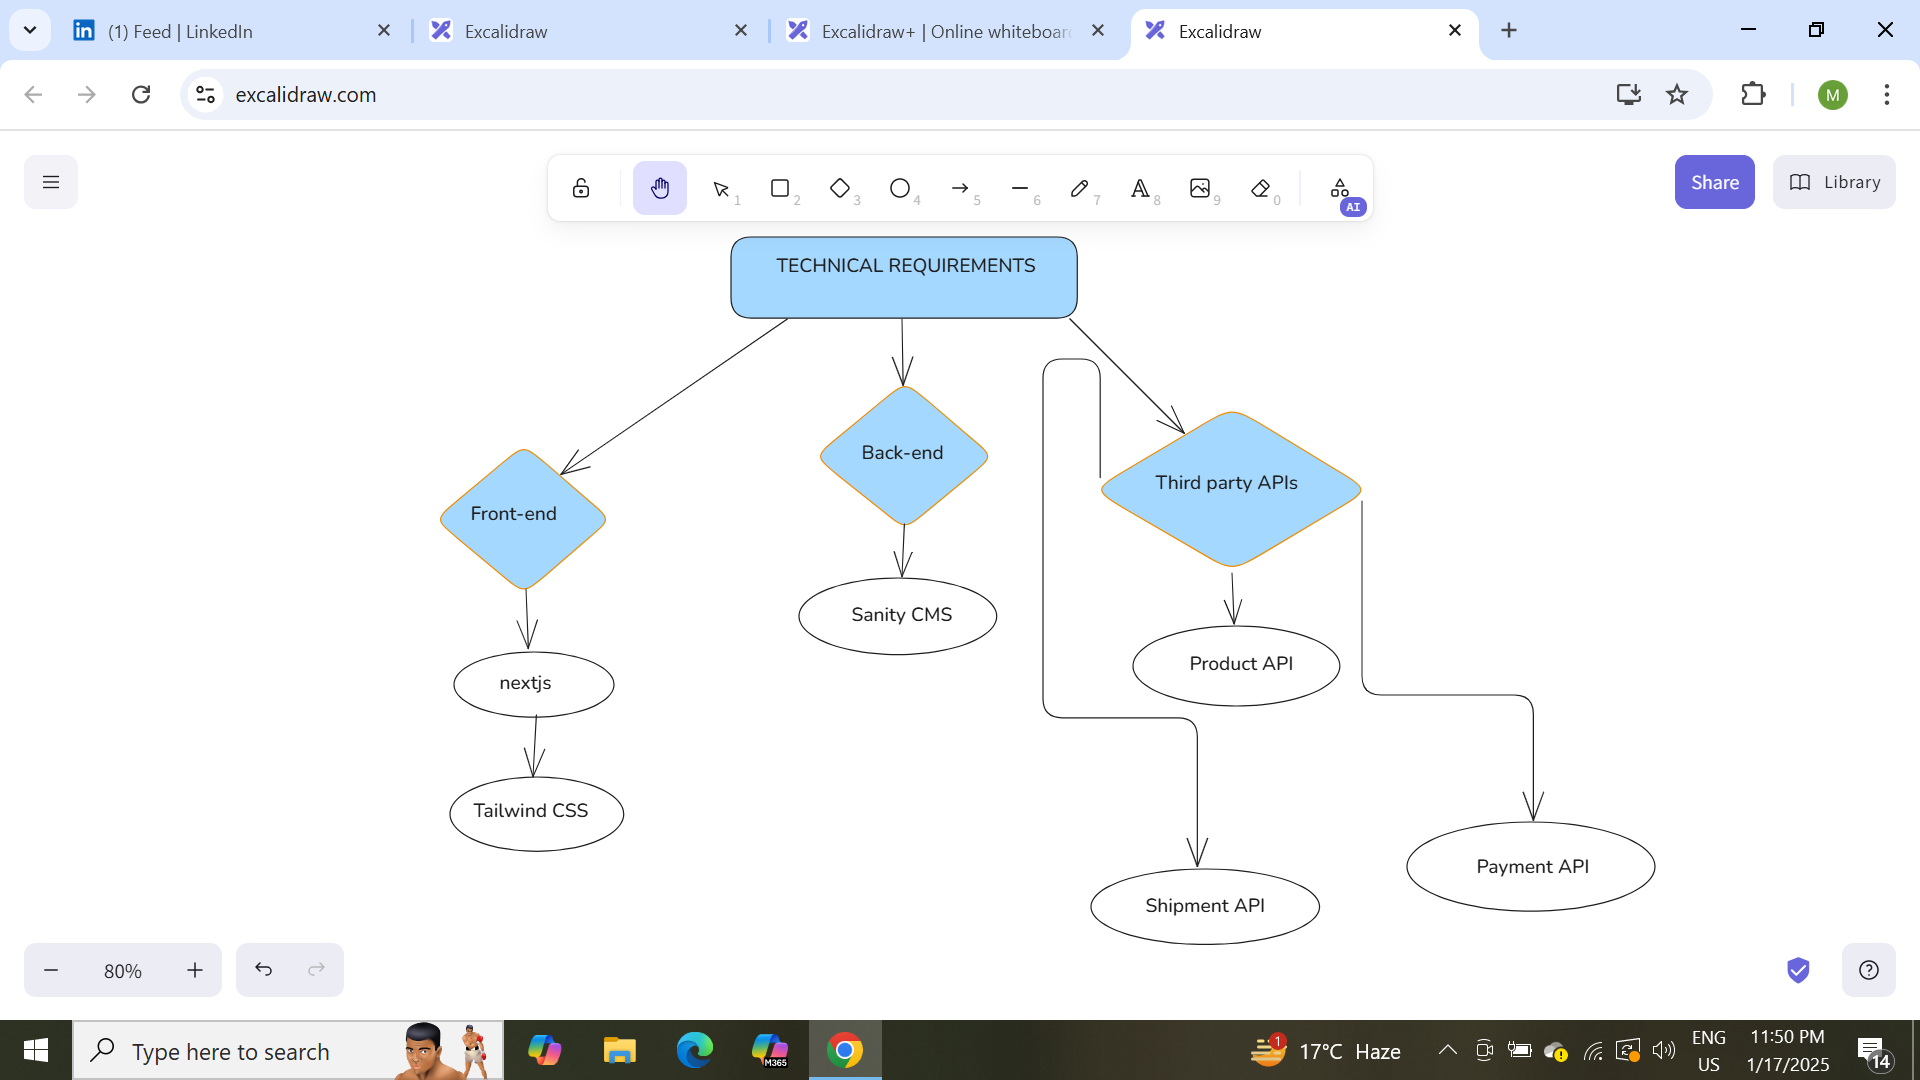 (1) Feed | LinkedIn
Excalidraw
Excalidraw+ | Online whiteboar
Excalidraw
excalidraw.com
M
1
2
3
4
5
6
7
8
9
0
AI
Share
Library
TECHNICAL REQUIREMENTS
Back-end
Third party APIs
Front-end
Sanity CMS
Product API
nextjs
Tailwind CSS
Payment API
Shipment API
80%
Type here to search
M365
1
17°C Haze
ENG
US
11:50 PM
1/17/2025
14